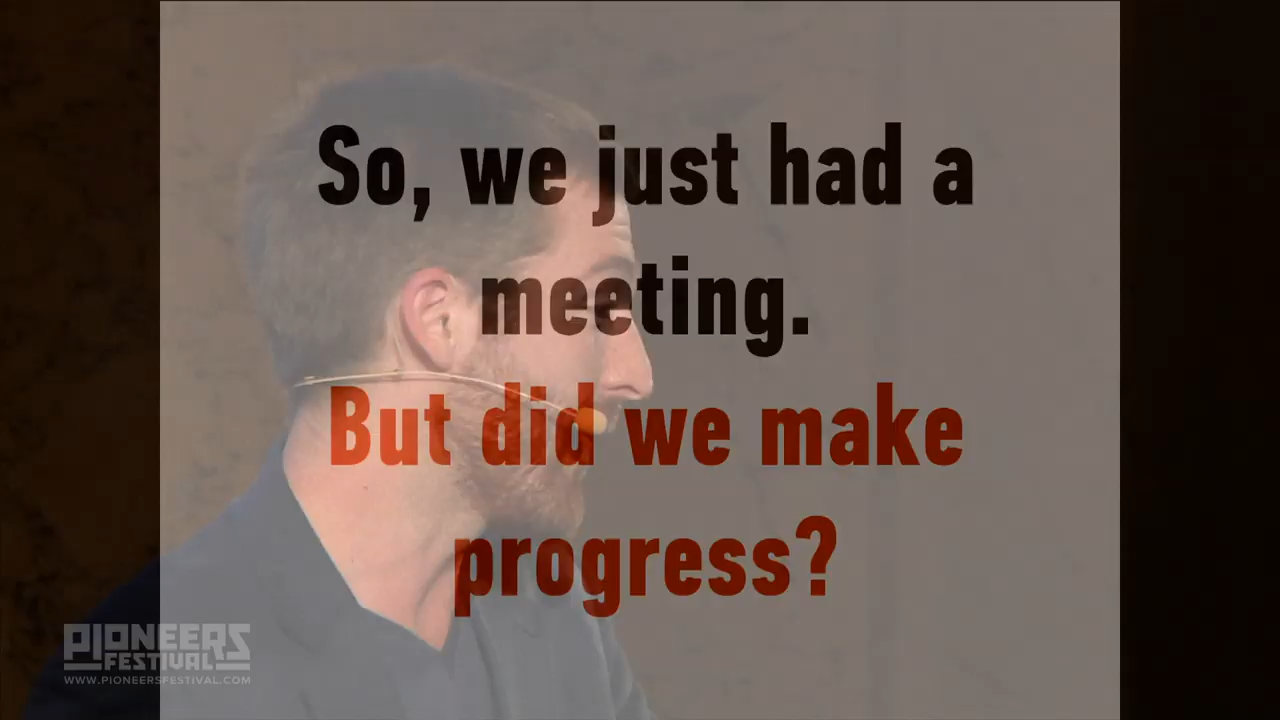 So, we just had a
meeting.
But did we make
progress?
PIONEERS
FESTIVAL
WWW.PIONEERSFESTIVAL.COM